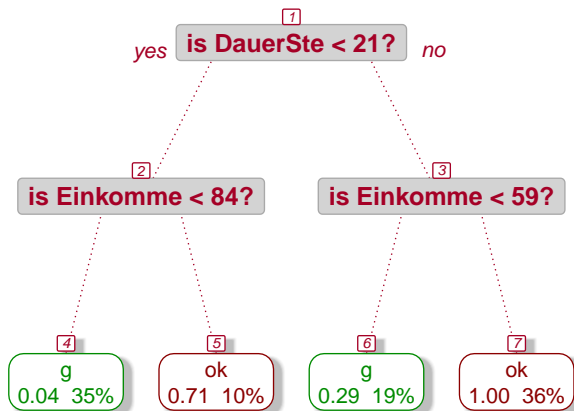 1
is DauerSte < 21?
yes
no
2
3
is Einkomme < 84?
is Einkomme < 59?
4
5
6
7
g
ok
g
ok
0.04 35%
0.71 10%
0.29 19%
1.00 36%